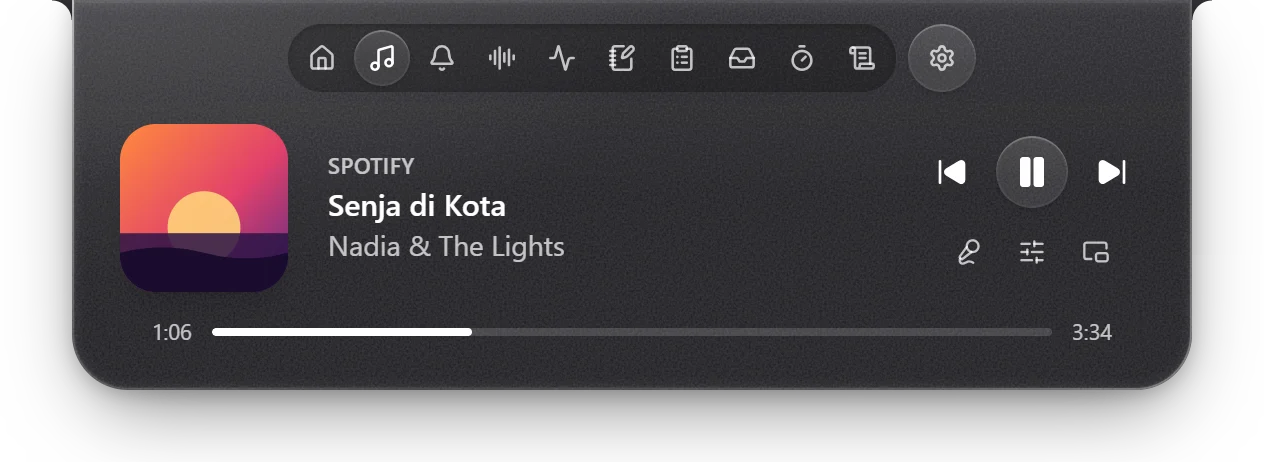 SPOTIFY
Senja di Kota
Nadia & The Lights
1:06
3:34